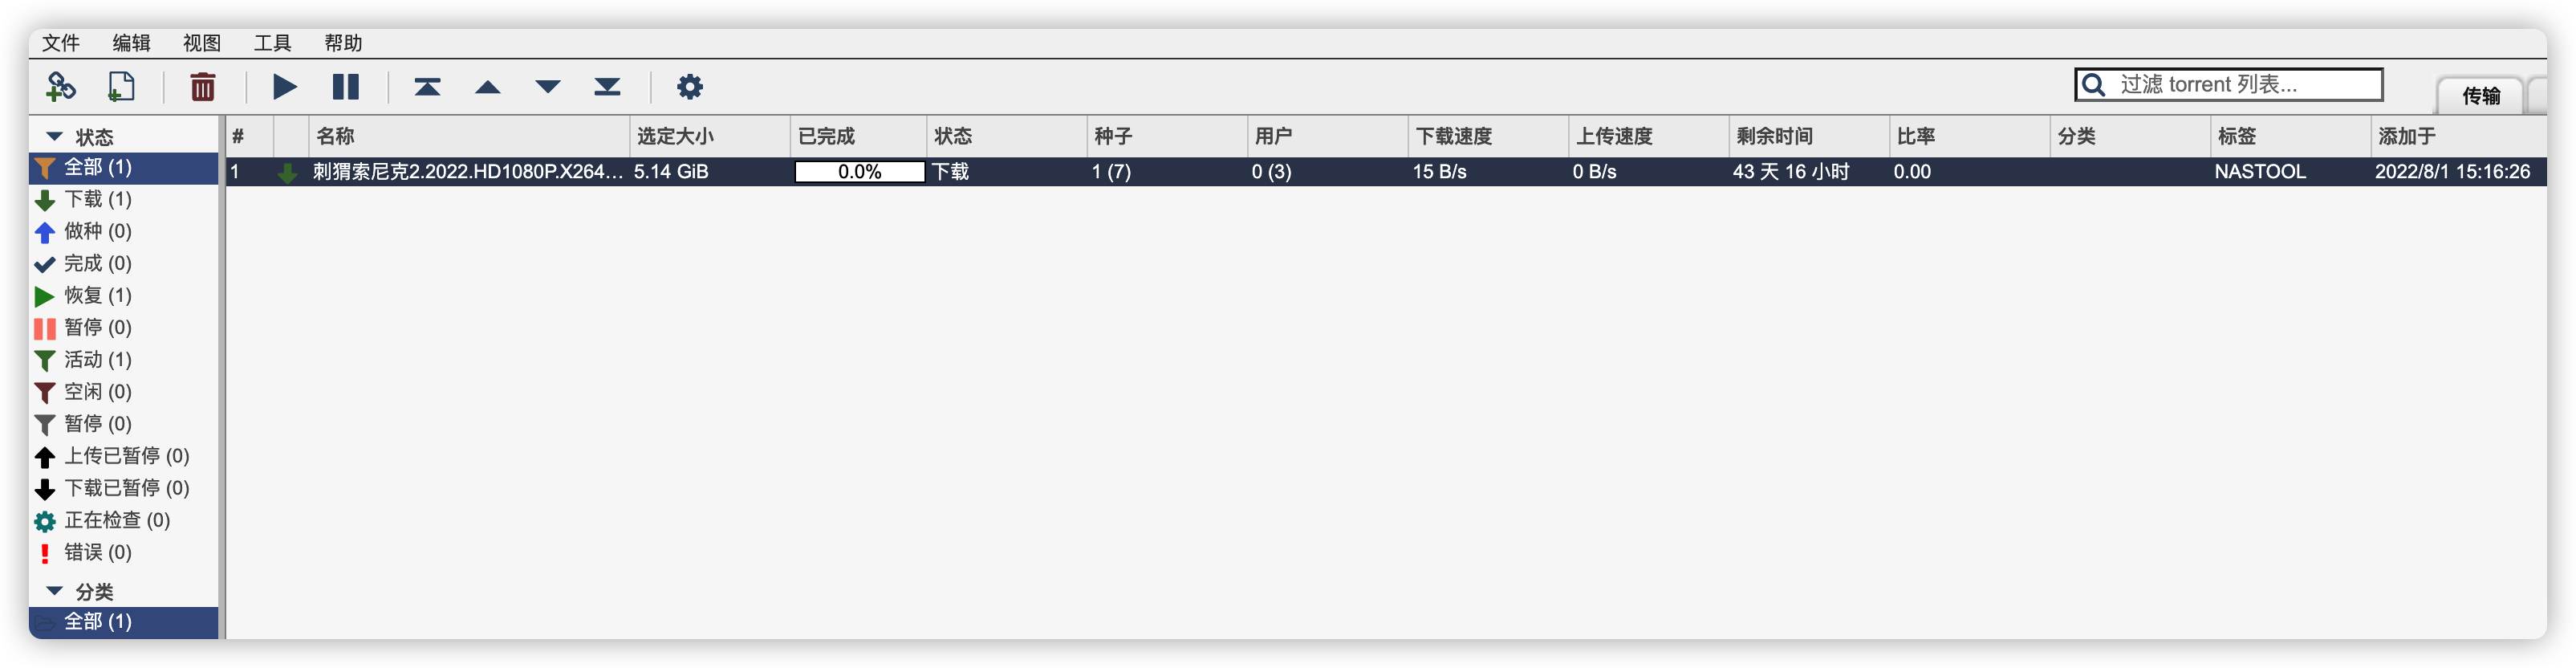 文件 编辑 视图 工具 帮助
过滤 torrent 列表...
传输
状态
全部 (1)
下载 (1)
做种 (0)
完成 (0)
恢复 (1)
暂停 (0)
活动 (1)
空闲 (0)
暂停 (0)
上传已暂停 (0)
下载已暂停 (0)
正在检查 (0)
错误 (0)
分类
全部 (1)
# 名称 选定大小 已完成 状态 种子 用户 下载速度 上传速度 剩余时间 比率 分类 标签 添加于
1 刺猬索尼克2.2022.HD1080P.X264... 5.14 GiB 0.0% 下载 1 (7) 0 (3) 15 B/s 0 B/s 43 天 16 小时 0.00 NASTOOL 2022/8/1 15:16:26